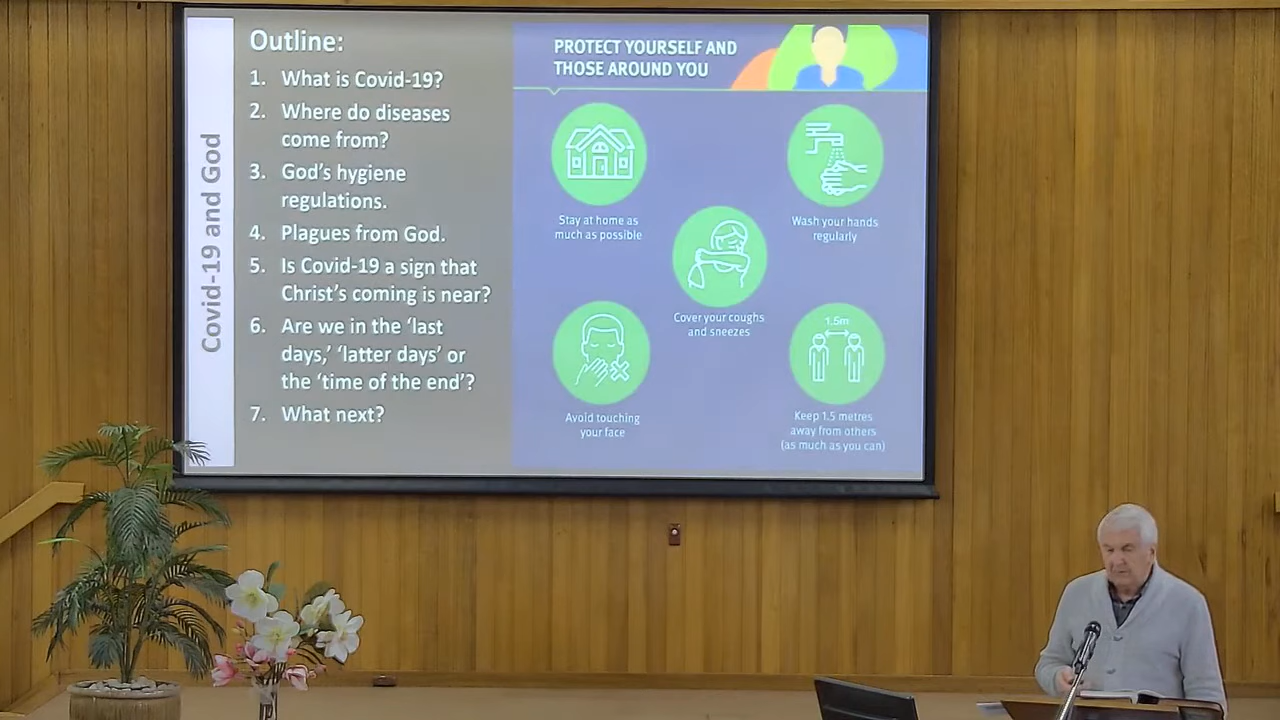 Covid-19 and God
Outline:
1. What is Covid-19?
2. Where do diseases
come from?
3. God's hygiene
regulations.
4. Plagues from God.
5. Is Covid-19 a sign that
Christ's coming is near?
6. Are we in the 'last
days,' 'latter days' or
the 'time of the end'?
7. What next?
PROTECT YOURSELF AND
THOSE AROUND YOU
Stay at home as
much as possible
Wash your hands
regularly
Cover your coughs
and sneezes
Avoid touching
your face
1.5m
Keep 1.5 metres
away from others
(as much as you can)